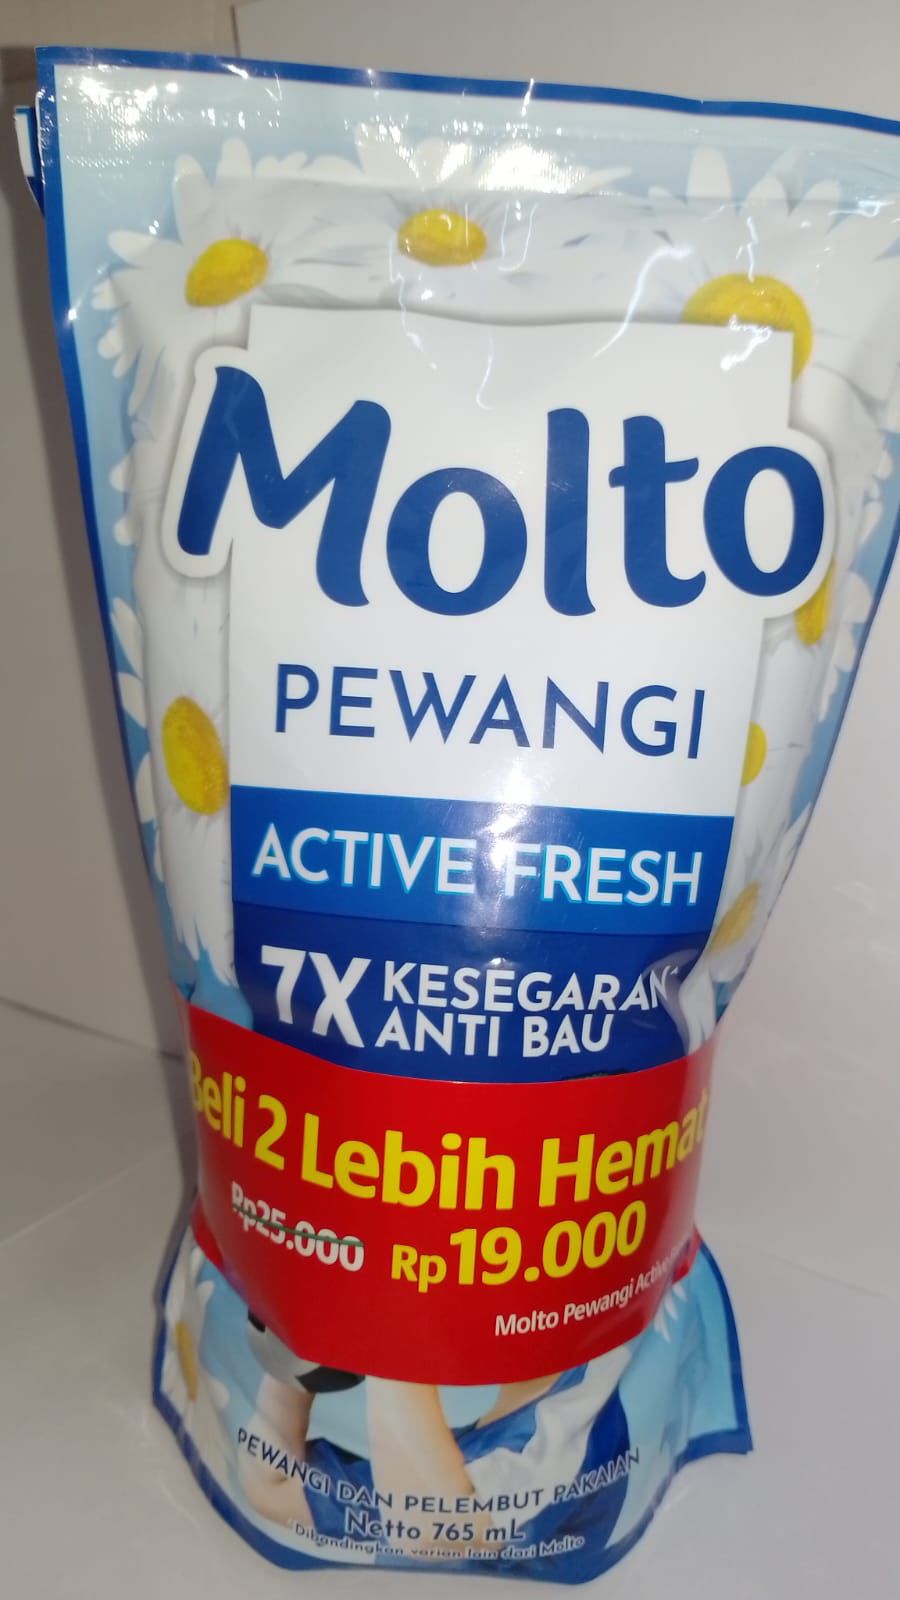 Molto
PEWANGI
ACTIVE FRESH
7X KESEGARAN*
ANTI BAU
Beli 2 Lebih Hemat
Rp25.000 Rp19.000
Molto Pewangi Active
PEWANGI DAN PELEMBUT PAKAIAN
Netto 765 mL
*Dibandingkan varian lain dari Molto